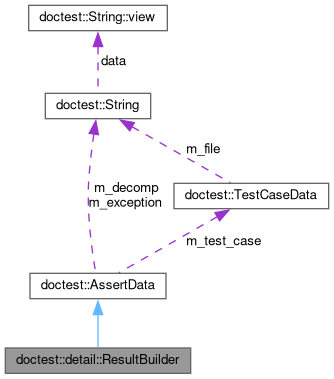 doctest::String::view
data
doctest::String
m_file
m_decomp
m_exception
doctest::TestCaseData
m_test_case
doctest::AssertData
doctest::detail::ResultBuilder